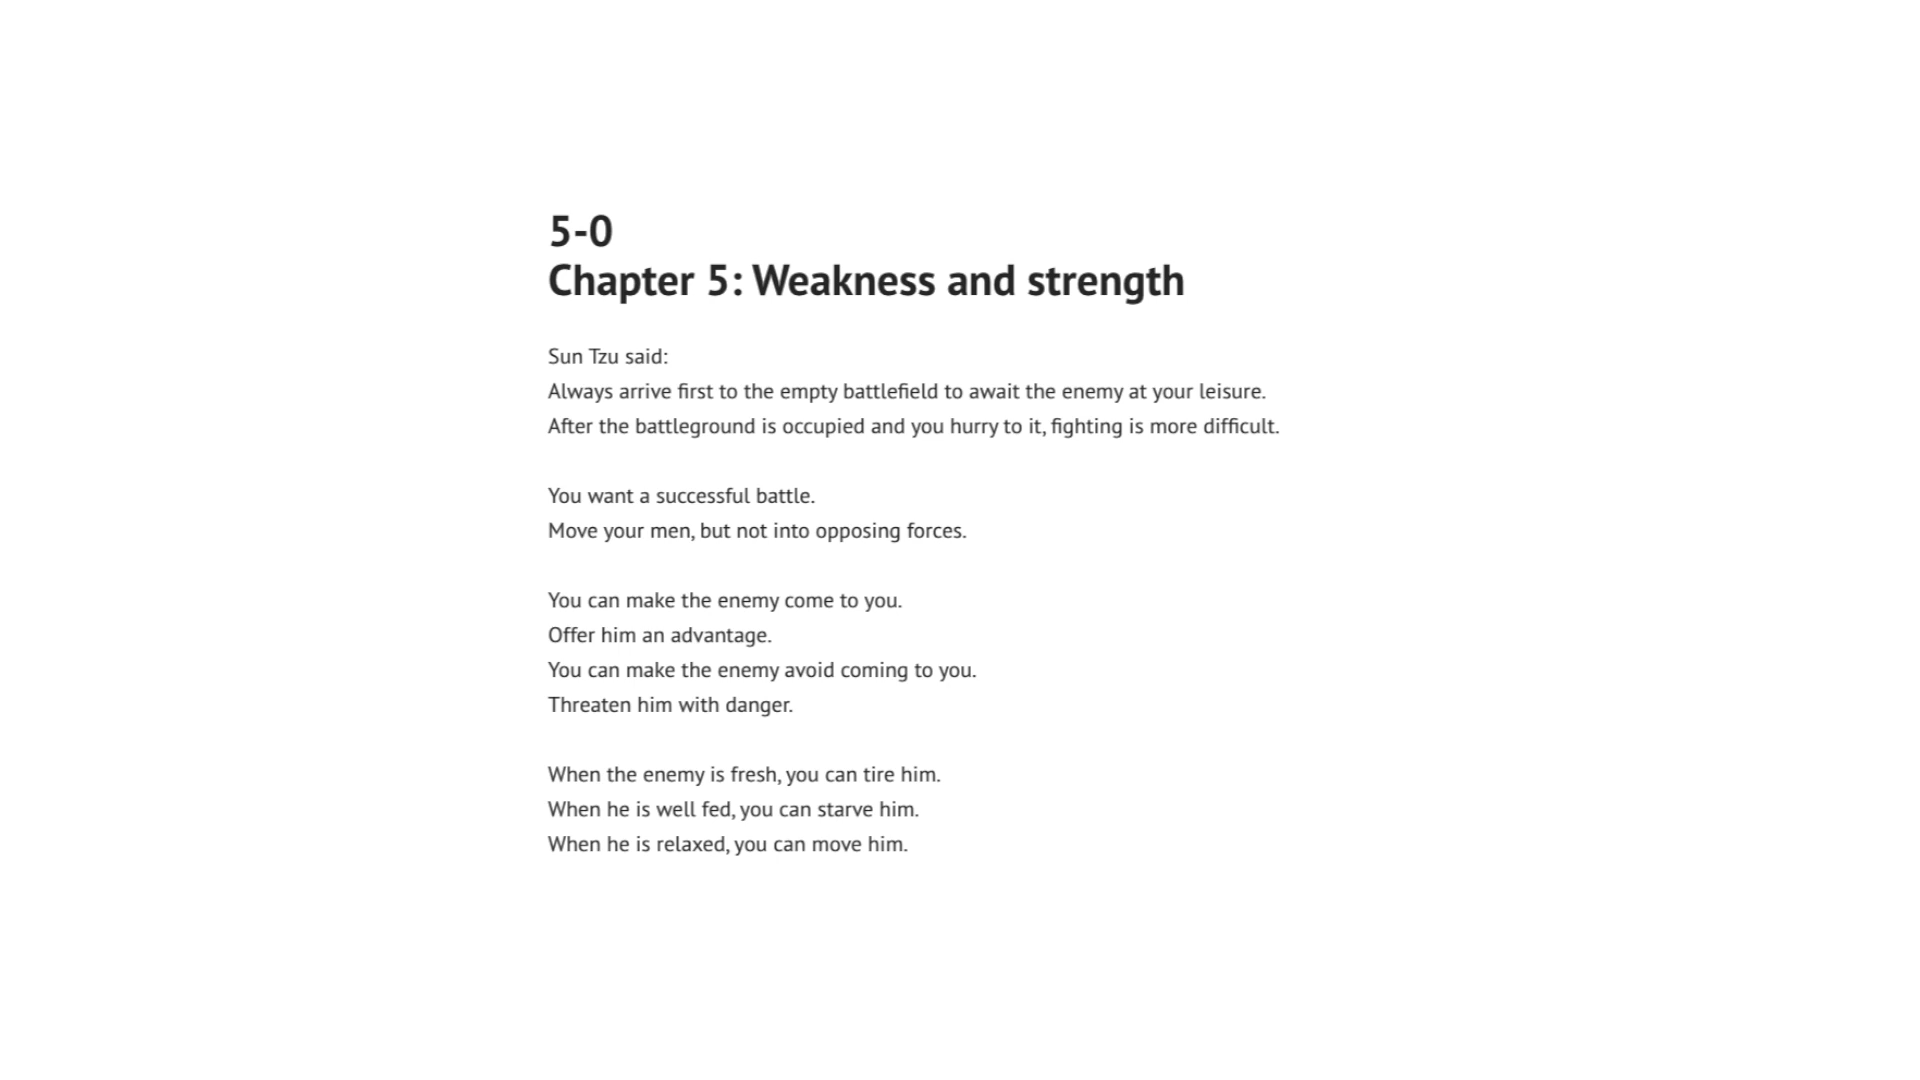 5-0
Chapter 5: Weakness and strength
Sun Tzu said:
Always arrive first to the empty battlefield to await the enemy at your leisure.
After the battleground is occupied and you hurry to it, fighting is more difficult.
You want a successful battle.
Move your men, but not into opposing forces.
You can make the enemy come to you.
Offer him an advantage.
You can make the enemy avoid coming to you.
Threaten him with danger.
When the enemy is fresh, you can tire him.
When he is well fed, you can starve him.
When he is relaxed, you can move him.